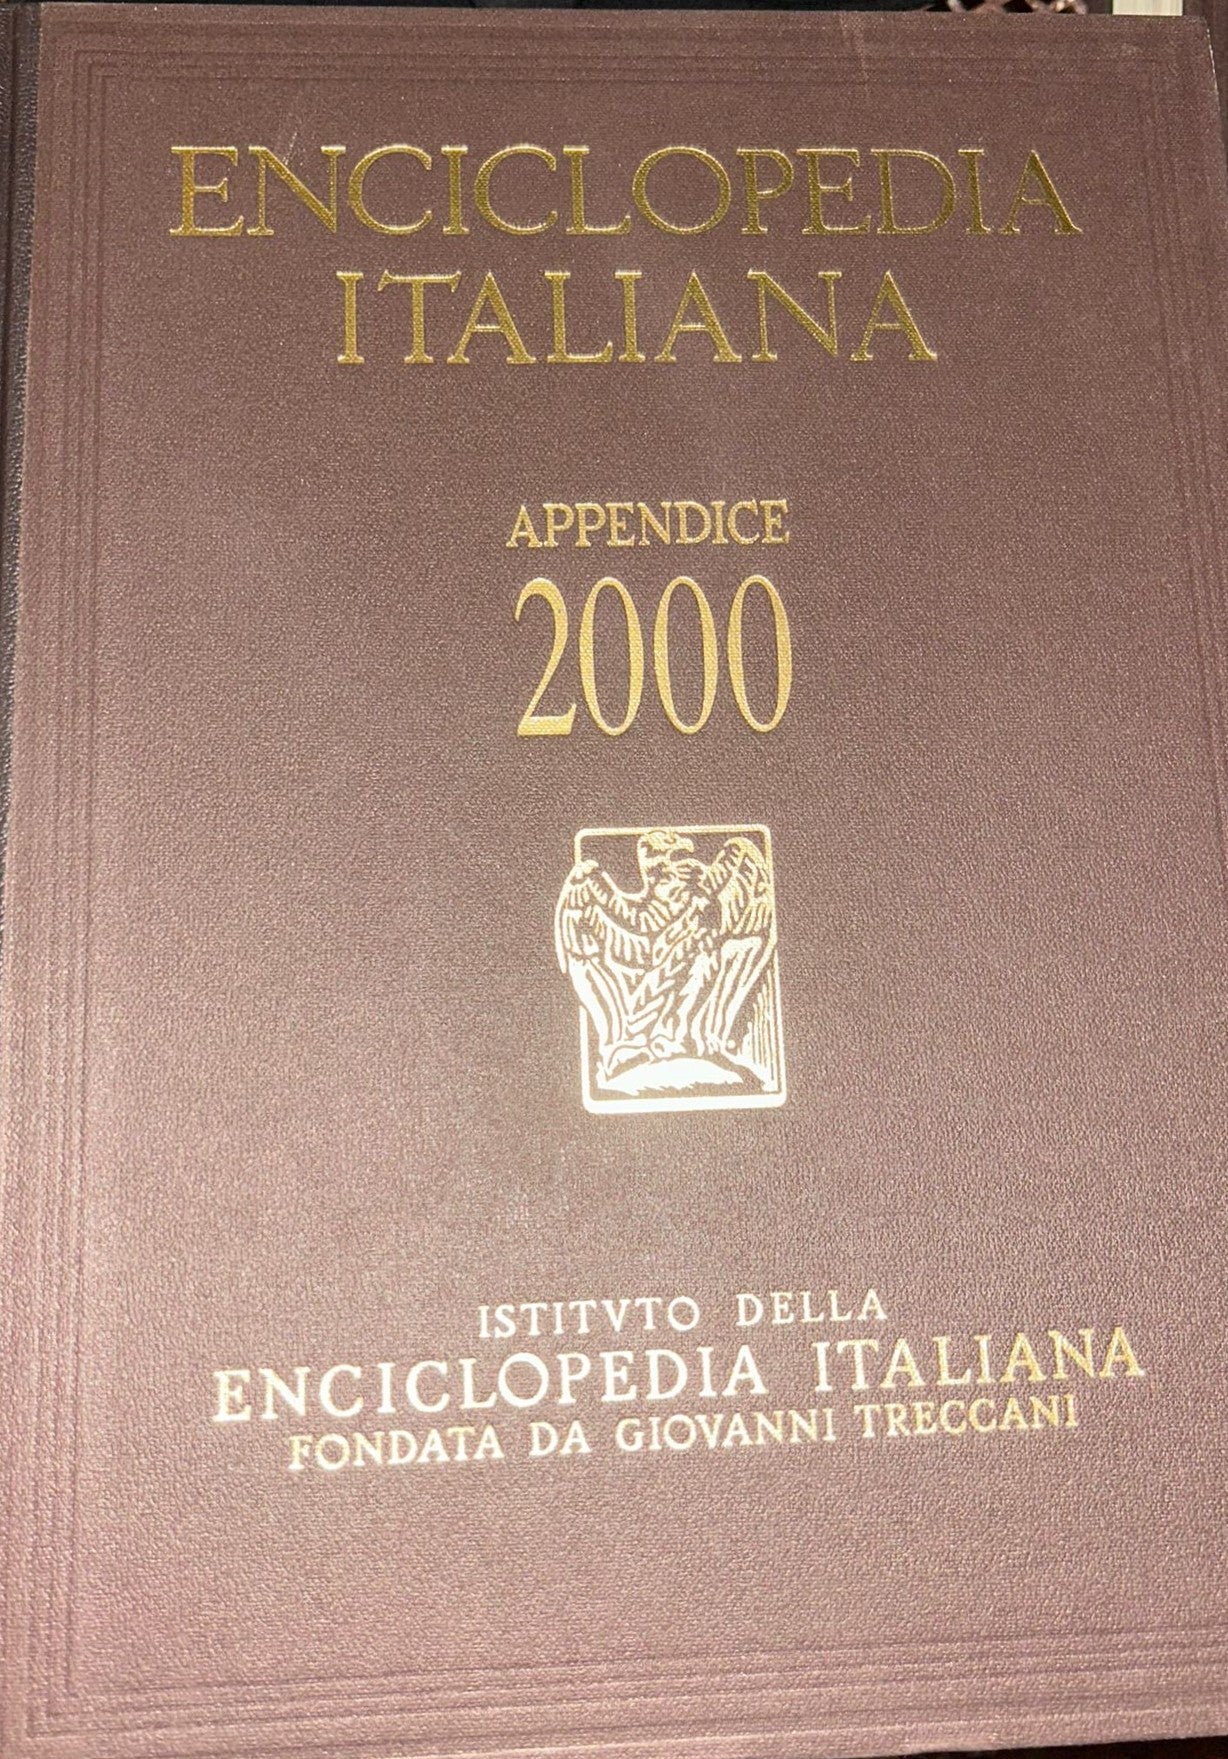 ENCICLOPEDIA
ITALIANA
APPENDICE
2000
ISTITVTO DELLA
ENCICLOPEDIA ITALIANA
FONDATA DA GIOVANNI TRECCANI